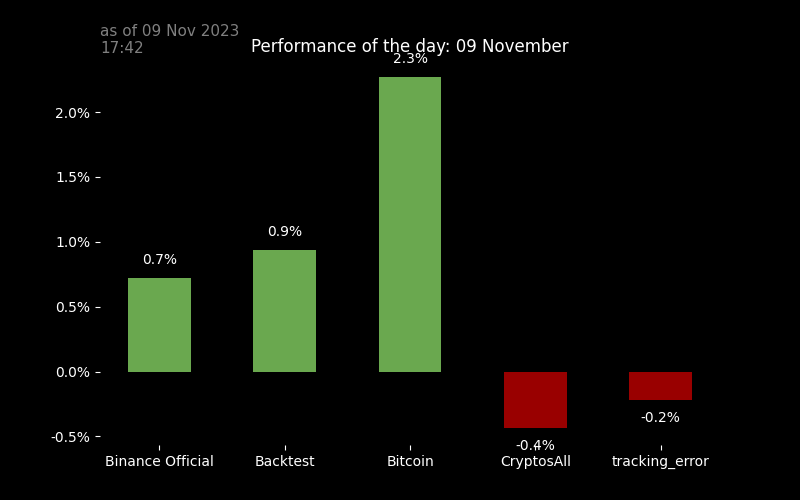 as of 09 Nov 2023
17:42
Performance of the day: 09 November
2.3%
2.0%
1.5%
1.0%
0.5%
0.0%
-0.5%
0.7%
0.9%
-0.4%
-0.2%
Binance Official
Backtest
Bitcoin
CryptosAll
tracking_error